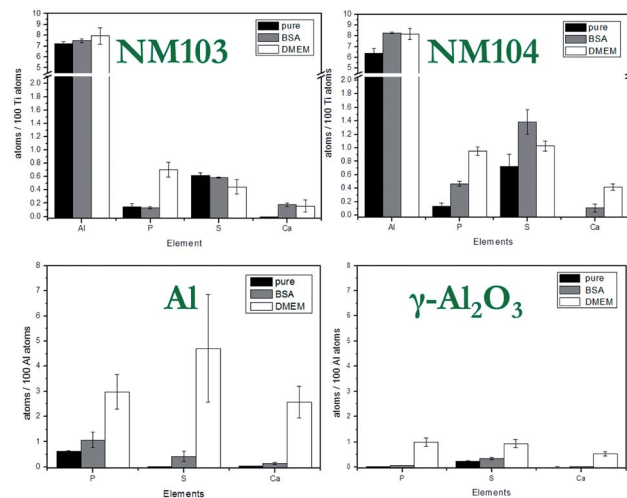 NM103
pure
BSA
DMEM
atoms / 100 Ti atoms
9
8
7
6
5
2.0
1.8
1.6
1.4
1.2
1.0
0.8
0.6
0.4
0.2
0.0
Al P S Ca
Element
NM104
pure
BSA
DMEM
atoms / 100 Ti atoms
9
8
7
6
5
2.0
1.8
1.6
1.4
1.2
1.0
0.8
0.6
0.4
0.2
0.0
Al P S Ca
Elements
Al
pure
BSA
DMEM
atoms / 100 Al atoms
8
7
6
5
4
3
2
1
0
P S Ca
Elements
γ-Al₂O₃
pure
BSA
DMEM
atoms / 100 Al atoms
8
7
6
5
4
3
2
1
0
P S Ca
Elements